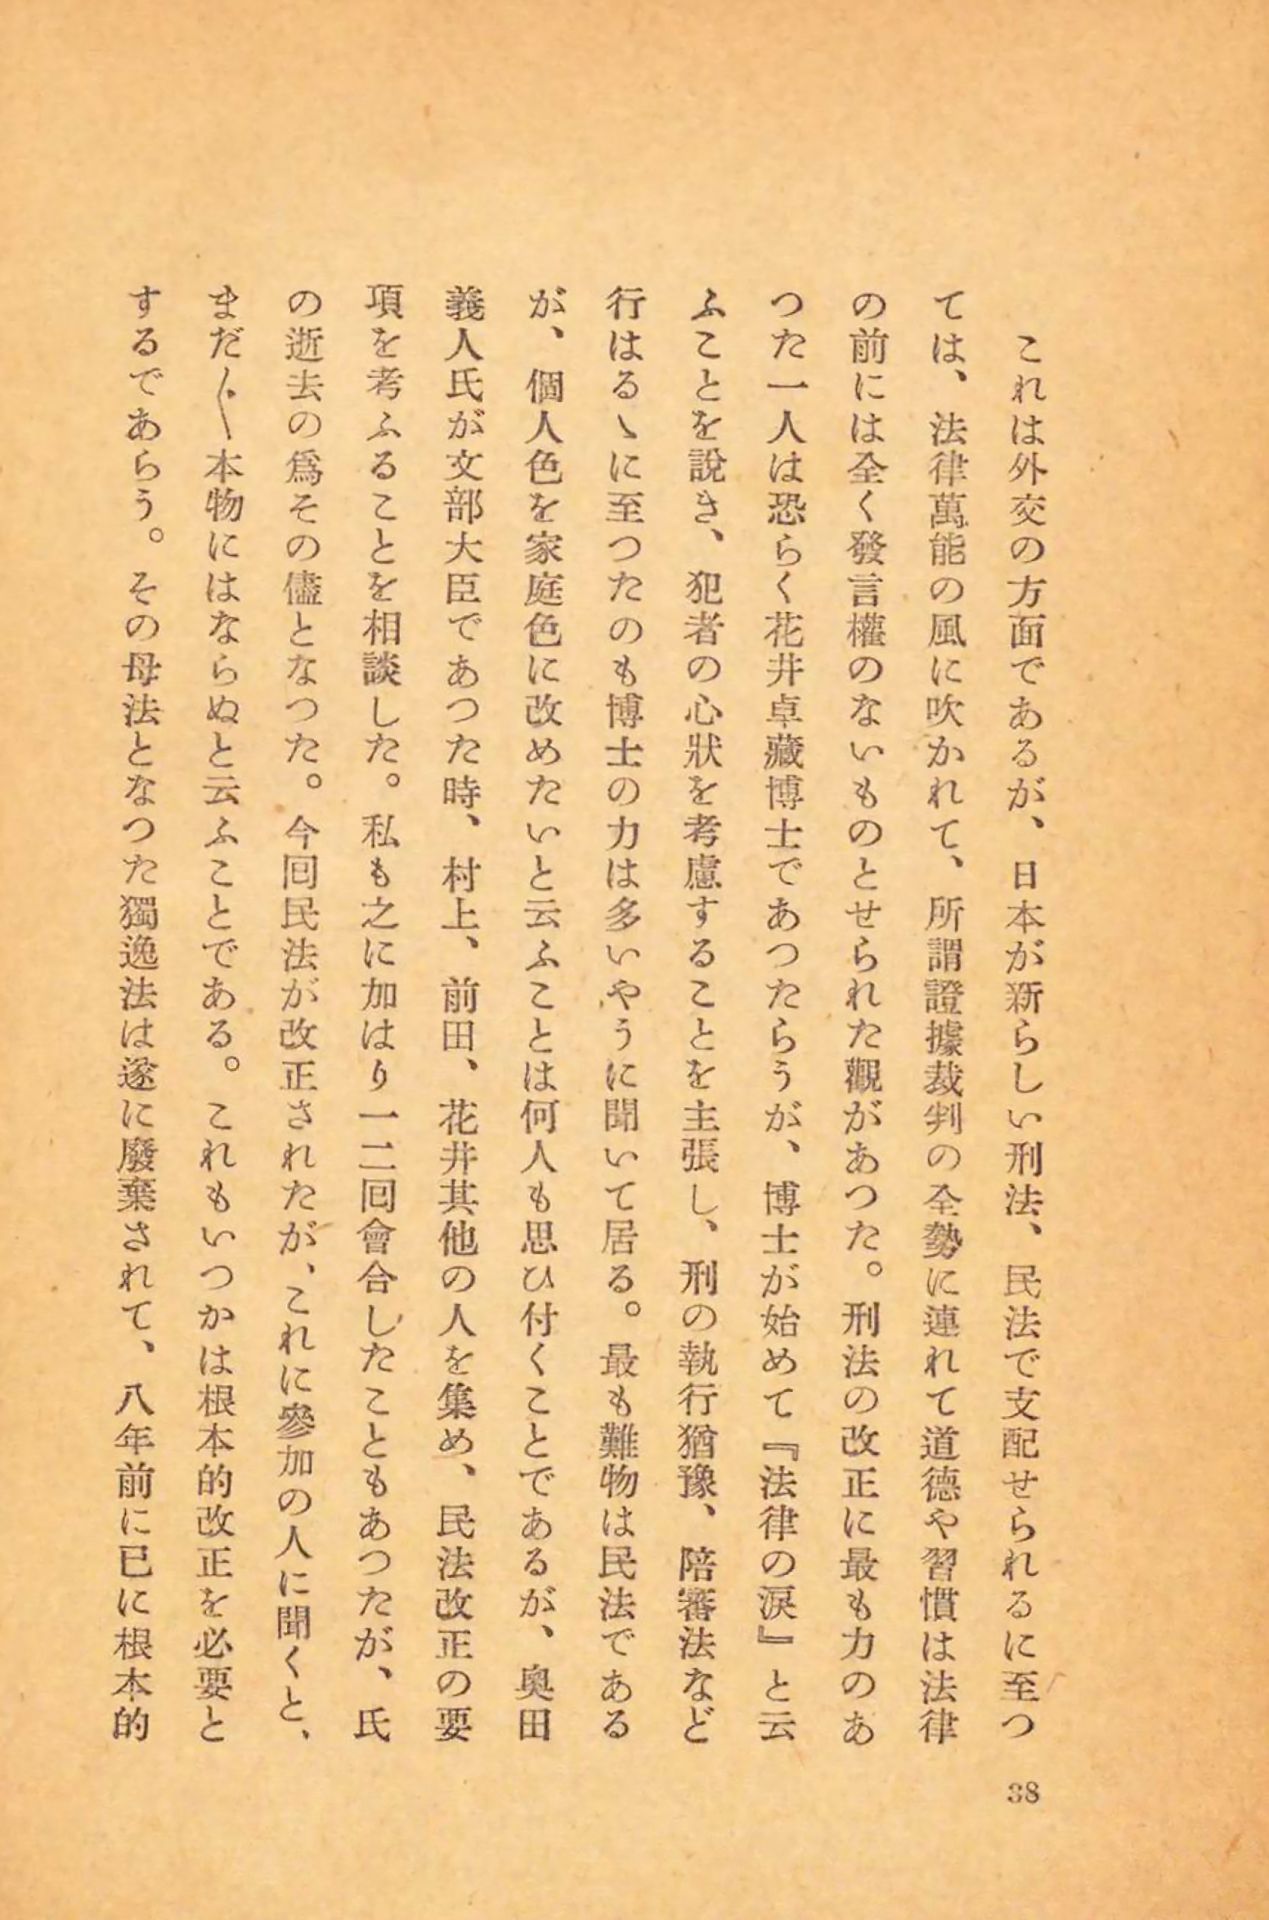 これは外交の方面であるが、日本が新らしい刑法、民法で支配せられるに至つ
ては、法律萬能の風に吹かれて、所謂證據裁判の全勢に連れて道德や習慣は法律
の前には全く發言權のないものとせられた觀があつた。刑法の改正に最も力のあ
つた一人は恐らく花井卓藏博士であつたらうが、博士が始めて『法律の淚』と云
ふことを說き、犯者の心狀を考慮することを主張し、刑の執行猶豫、陪審法など
行はるゝに至つたのも博士の力は多いやうに聞いて居る。最も難物は民法である
が、個人色を家庭色に改めたいと云ふことは何人も思ひ付くことであるが、奧田
義人氏が文部大臣であつた時、村上、前田、花井其他の人を集め、民法改正の要
項を考ふることを相談した。私も之に加はり一二回會合したこともあつたが、氏
の逝去の爲その儘となつた。今回民法が改正されたが、これに參加の人に聞くと、
まだ〴〵本物にはならぬと云ふことである。これもいつかは根本的改正を必要と
するであらう。その母法となつた獨逸法は遂に廢棄されて、八年前に已に根本的
38